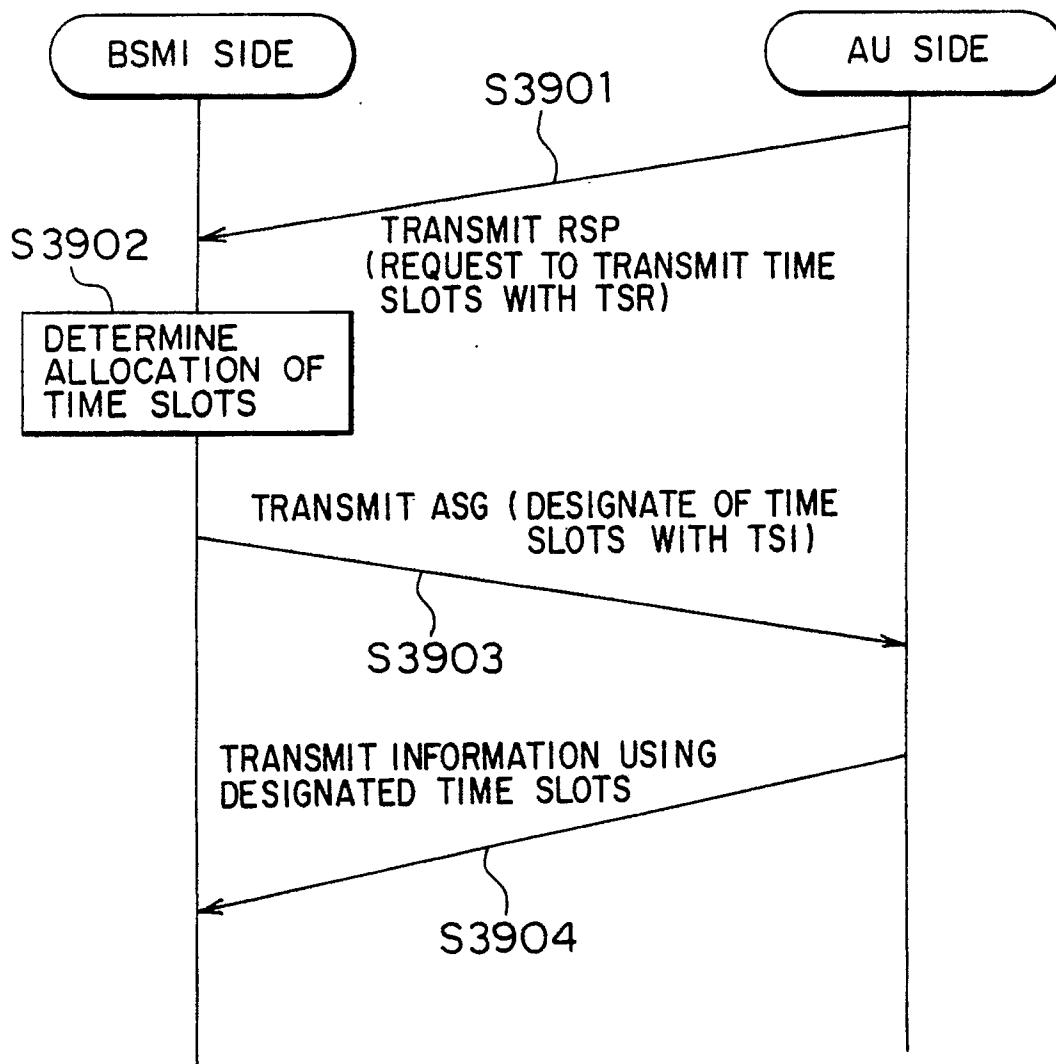 BSMI SIDE
AU SIDE
S3901
TRANSMIT RSP
(REQUEST TO TRANSMIT TIME
SLOTS WITH TSR)
S3902
DETERMINE
ALLOCATION OF
TIME SLOTS
TRANSMIT ASG (DESIGNATE OF TIME
SLOTS WITH TSI)
S3903
TRANSMIT INFORMATION USING
DESIGNATED TIME SLOTS
S3904